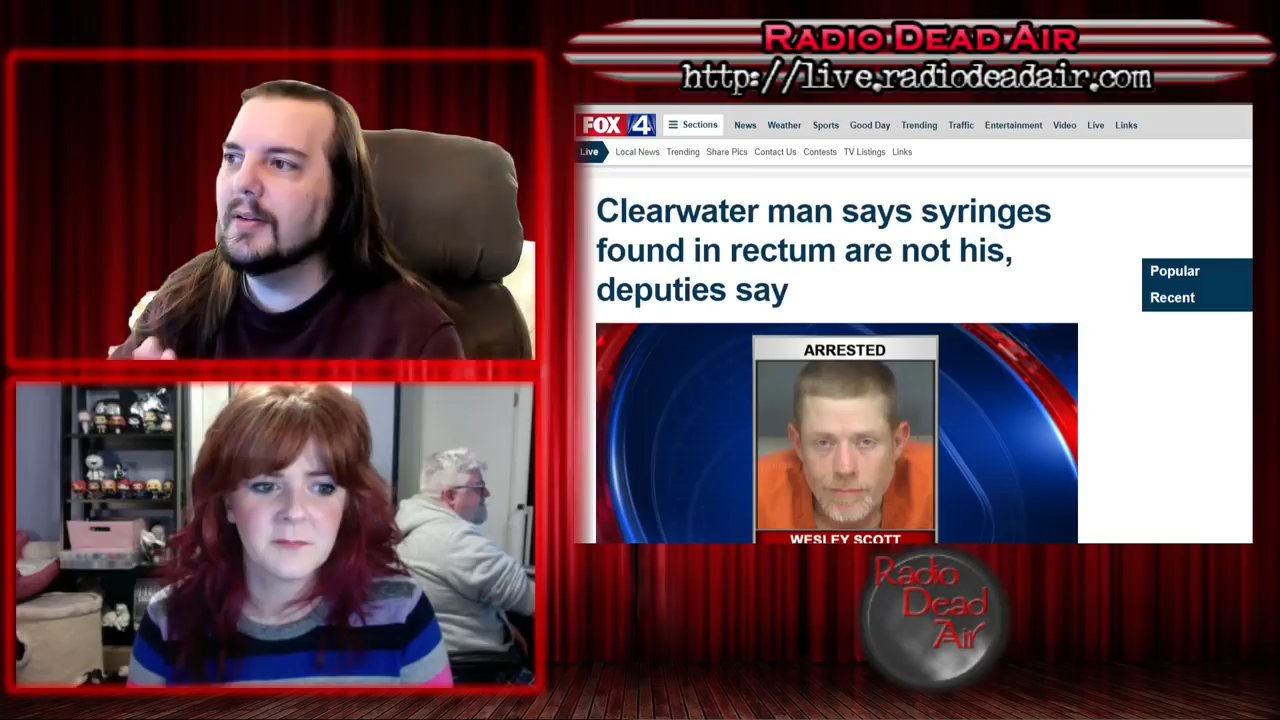 RADIO DEAD AIR
http://live.radiodeadair.com
FOX 4
☰ Sections News Weather Sports Good Day Trending Traffic Entertainment Video Live Links
Live Local News Trending Share Pics Contact Us Contests TV Listings Links
Clearwater man says syringes
found in rectum are not his,
deputies say
Popular
Recent
ARRESTED
WESLEY SCOTT
Radio
Dead
Air